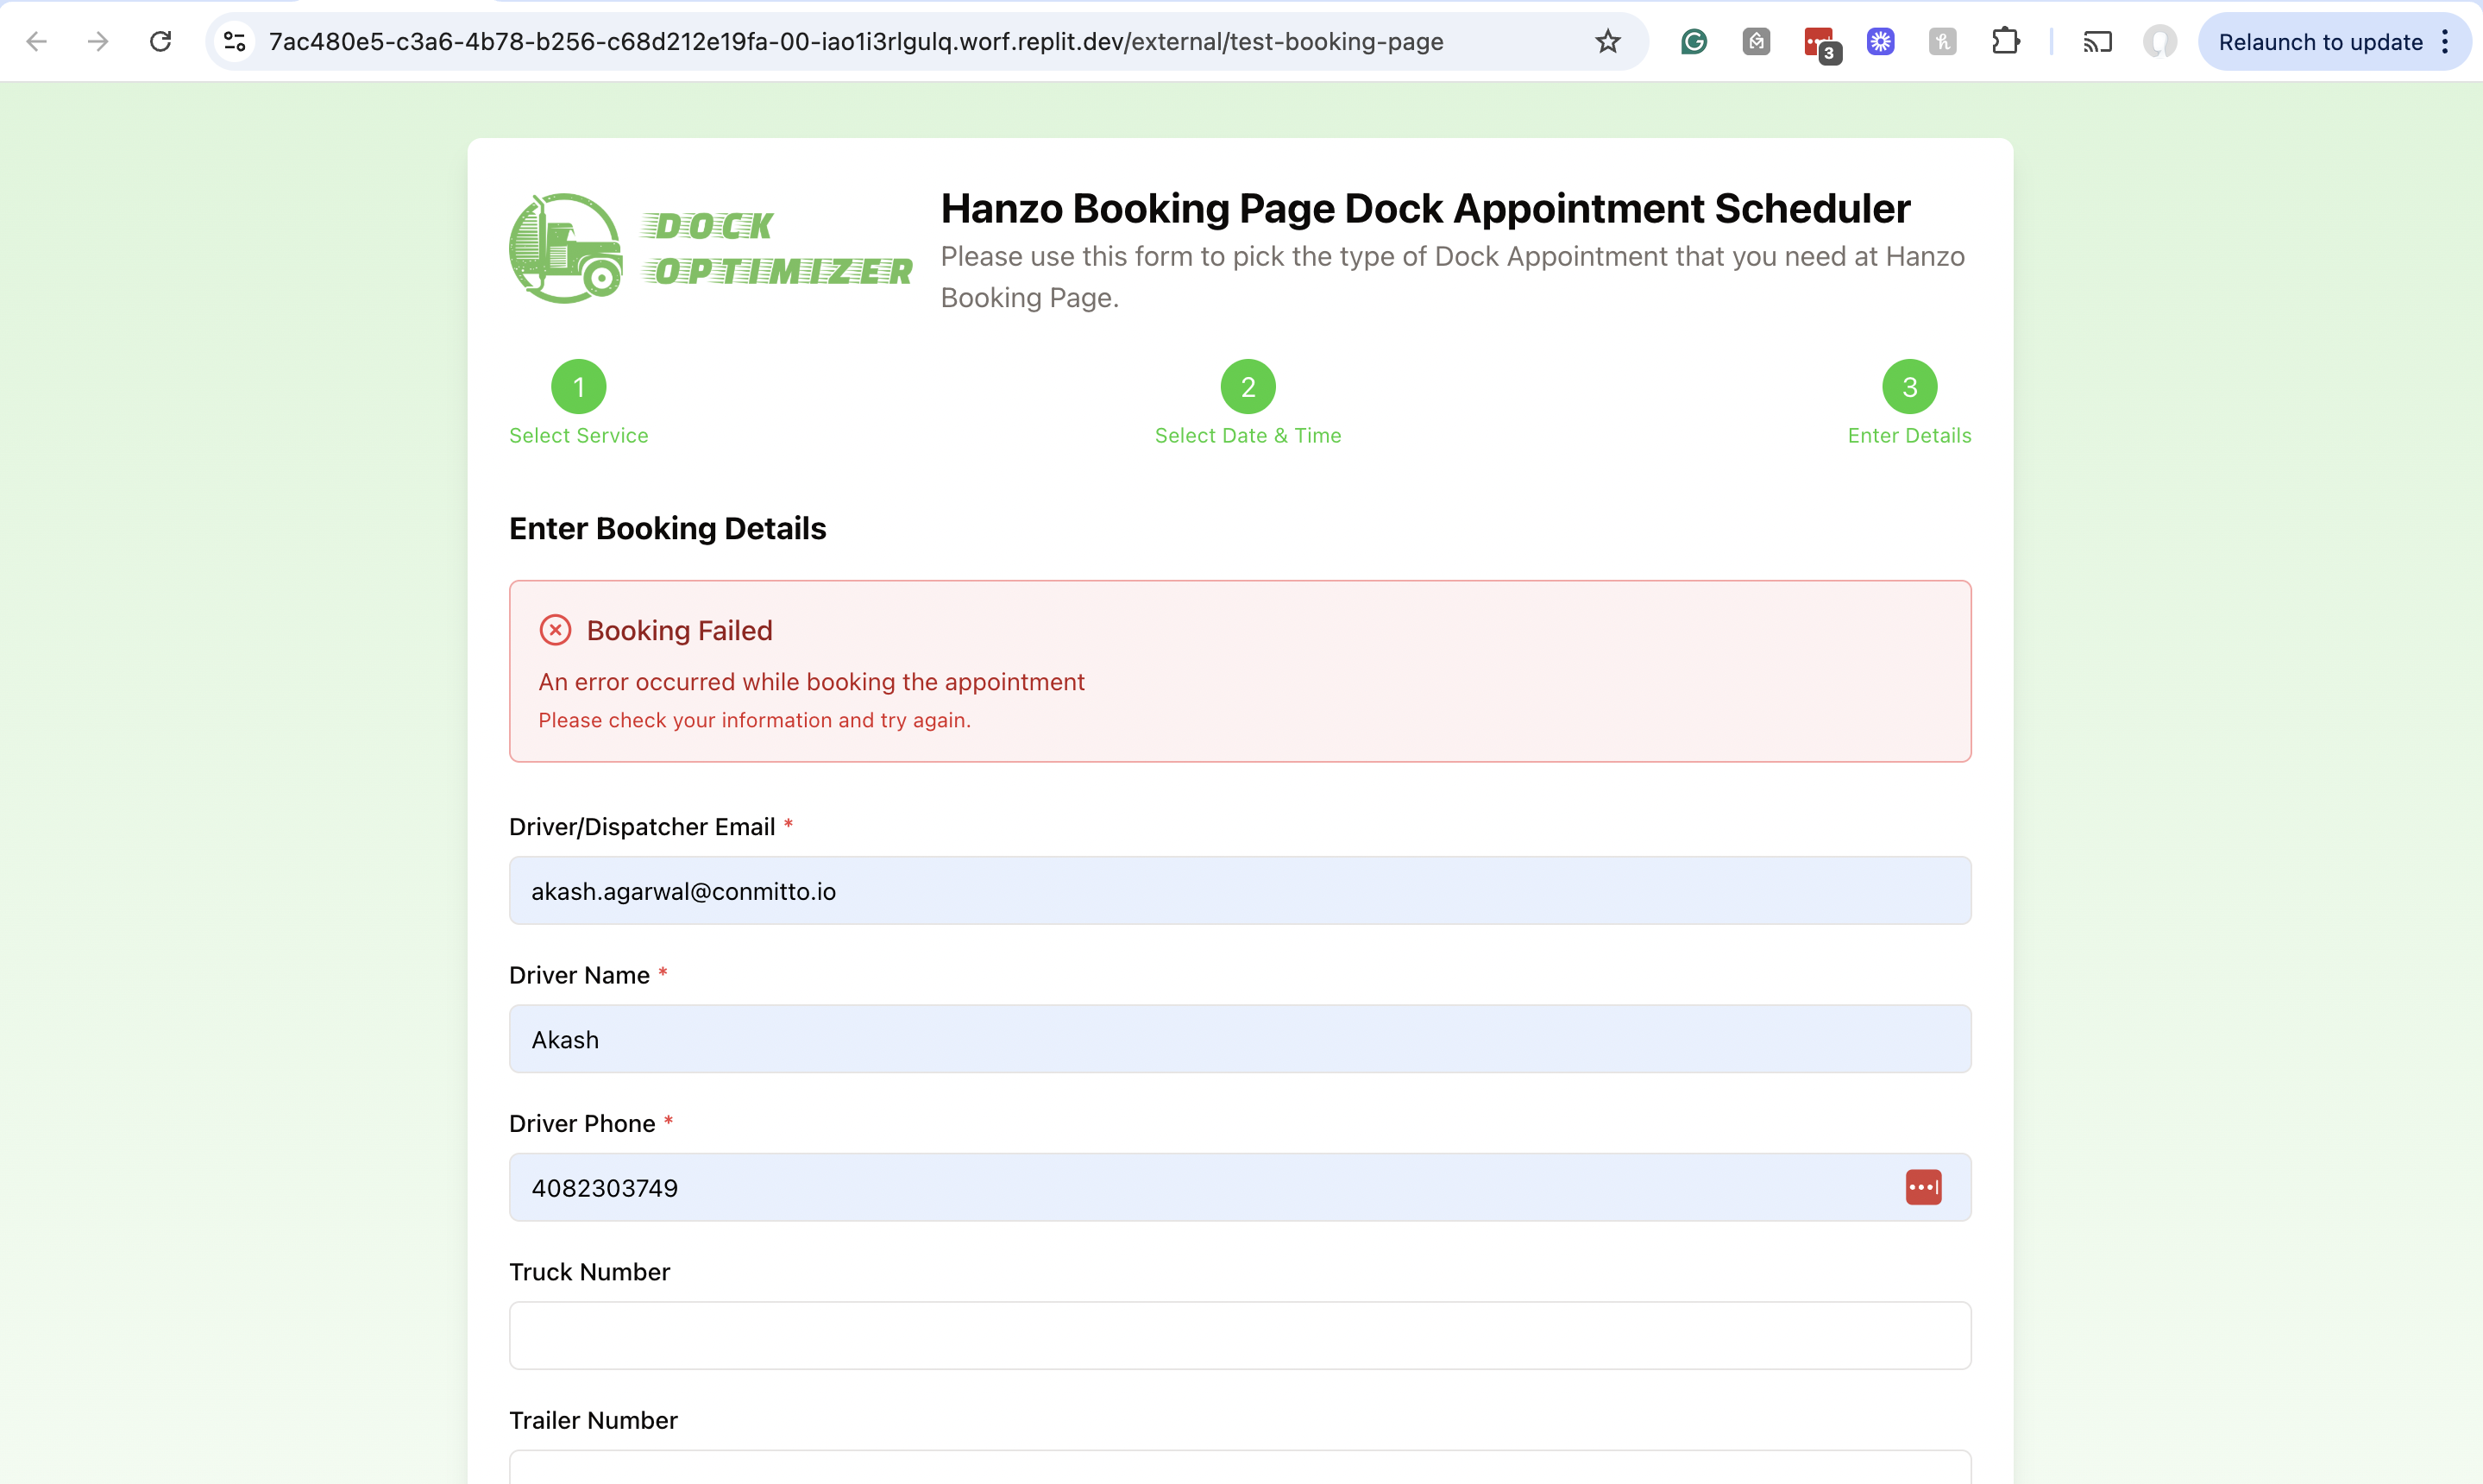 7ac480e5-c3a6-4b78-b256-c68d212e19fa-00-iao1i3rlgulq.worf.replit.dev/external/test-booking-page
3
Relaunch to update
DOCK
OPTIMIZER
Hanzo Booking Page Dock Appointment Scheduler
Please use this form to pick the type of Dock Appointment that you need at Hanzo
Booking Page.
1
2
3
Select Service
Select Date & Time
Enter Details
Enter Booking Details
Booking Failed
An error occurred while booking the appointment
Please check your information and try again.
Driver/Dispatcher Email *
akash.agarwal@conmitto.io
Driver Name *
Akash
Driver Phone *
4082303749
Truck Number
Trailer Number